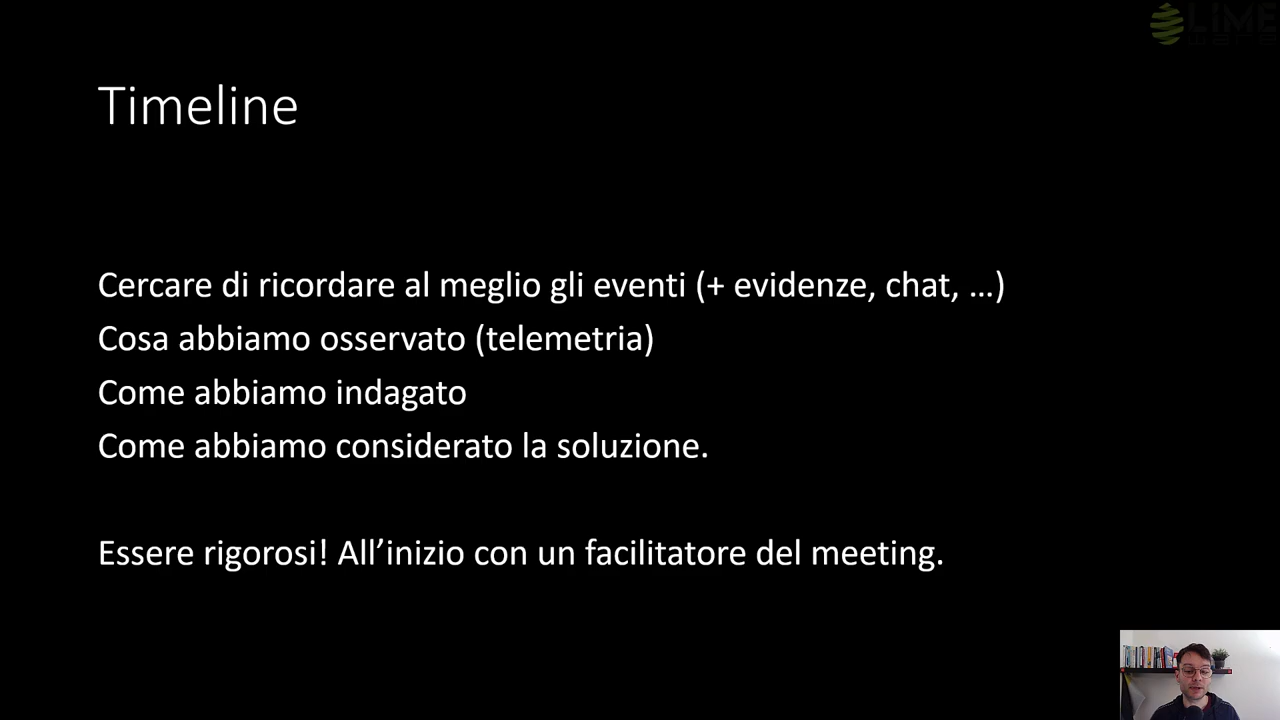 LIME
Timeline
Cercare di ricordare al meglio gli eventi (+ evidenze, chat, …)
Cosa abbiamo osservato (telemetria)
Come abbiamo indagato
Come abbiamo considerato la soluzione.
Essere rigorosi! All’inizio con un facilitatore del meeting.